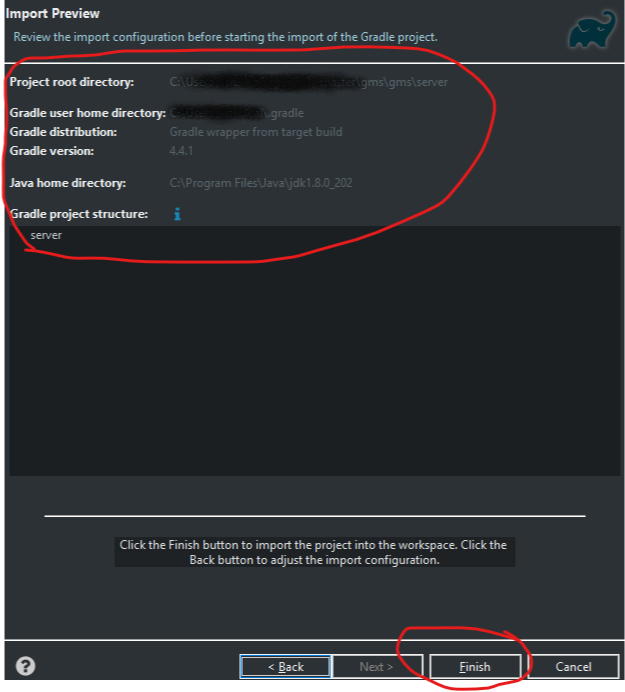 Import Preview
Review the import configuration before starting the import of the Gradle project.
Project root directory: C:\Use \gms\gms\server
Gradle user home directory: .gradle
Gradle distribution: Gradle wrapper from target build
Gradle version: 4.4.1
Java home directory: C:\Program Files\Java\jdk1.8.0_202
Gradle project structure:
server
Click the Finish button to import the project into the workspace. Click the
Back button to adjust the import configuration.
< Back Next > Finish Cancel